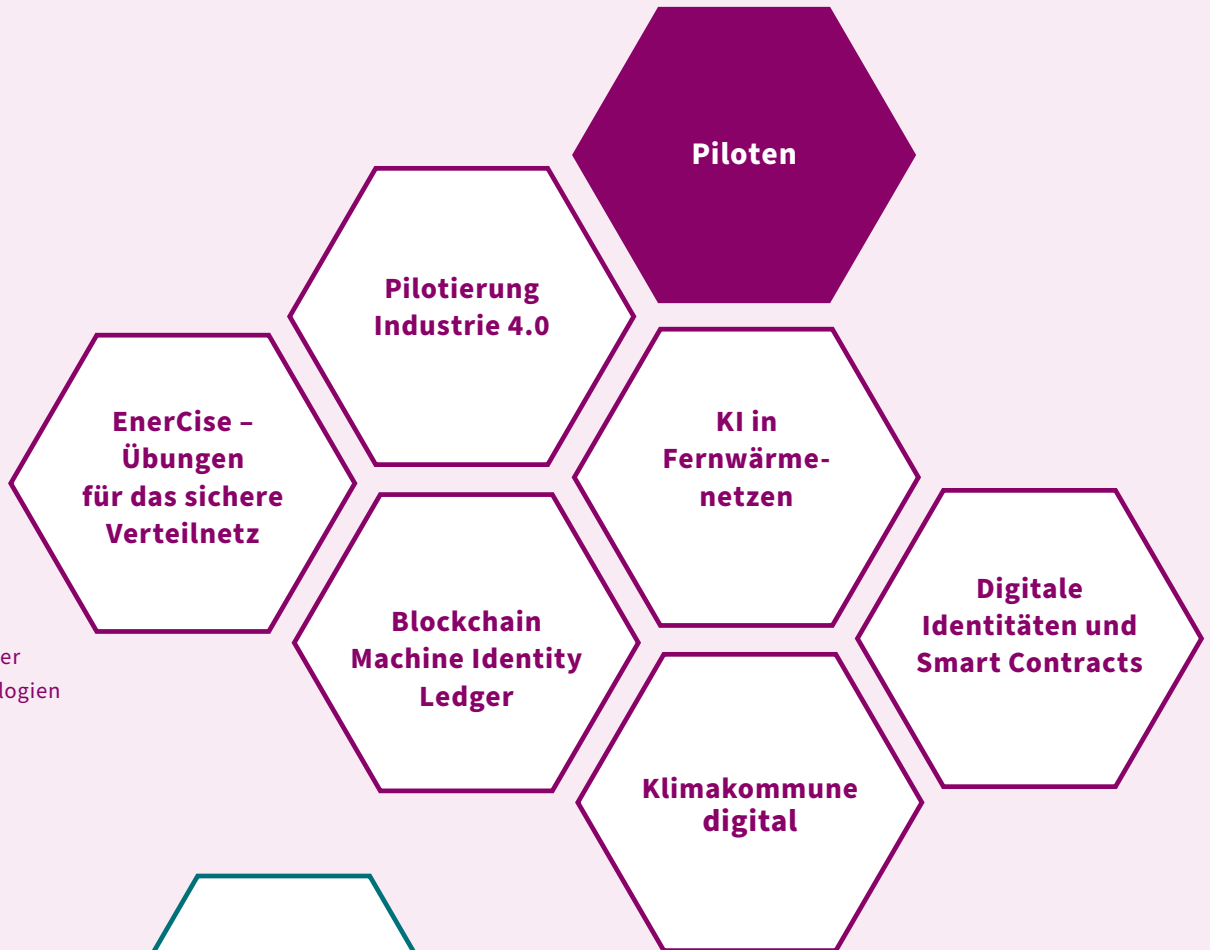 Piloten
Pilotierung
Industrie 4.0
EnerCise –
Übungen
für das sichere
Verteilnetz
KI in
Fernwärme-
netzen
Digitale
Identitäten und
Smart Contracts
Blockchain
Machine Identity
Ledger
er
logien
Klimakommune
digital